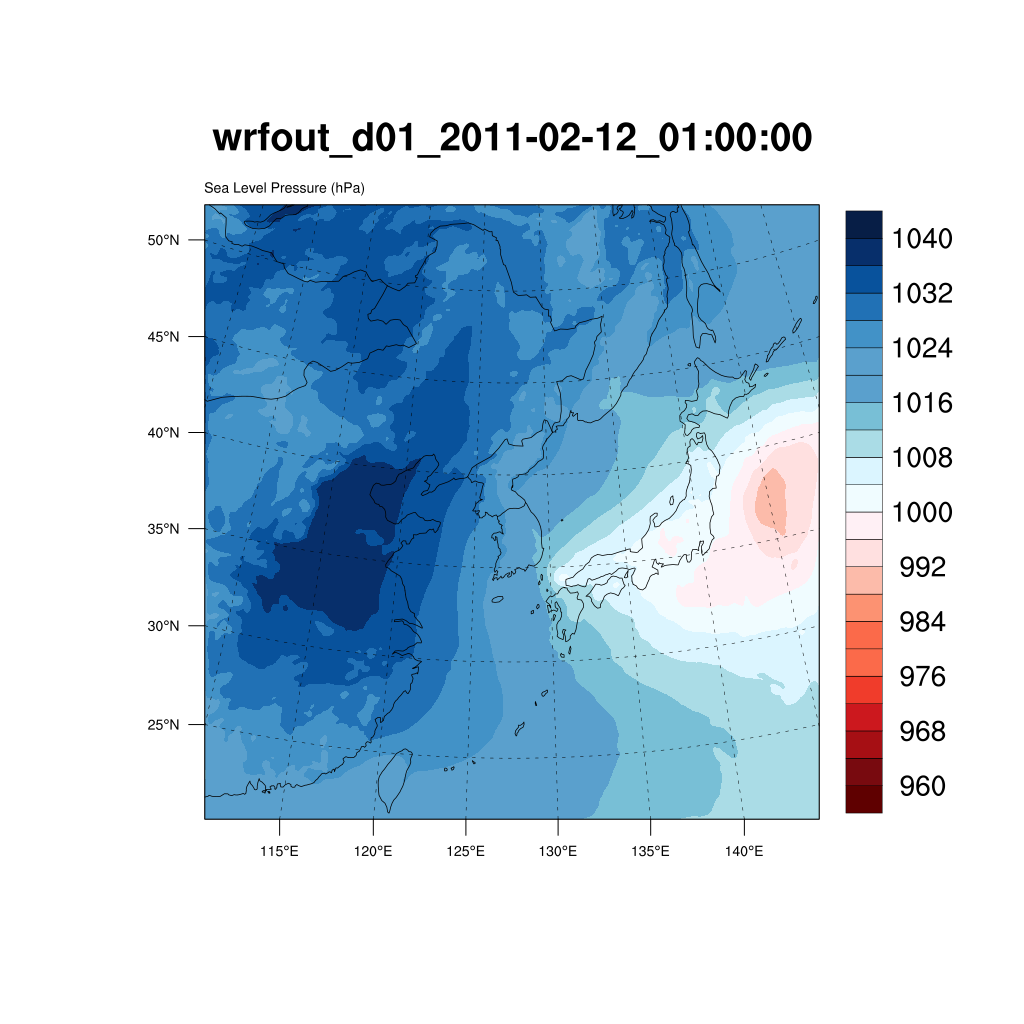 wrfout_d01_2011-02-12_01:00:00
Sea Level Pressure (hPa)
50°N
45°N
40°N
35°N
30°N
25°N
115°E 120°E 125°E 130°E 135°E 140°E
1040
1032
1024
1016
1008
1000
992
984
976
968
960